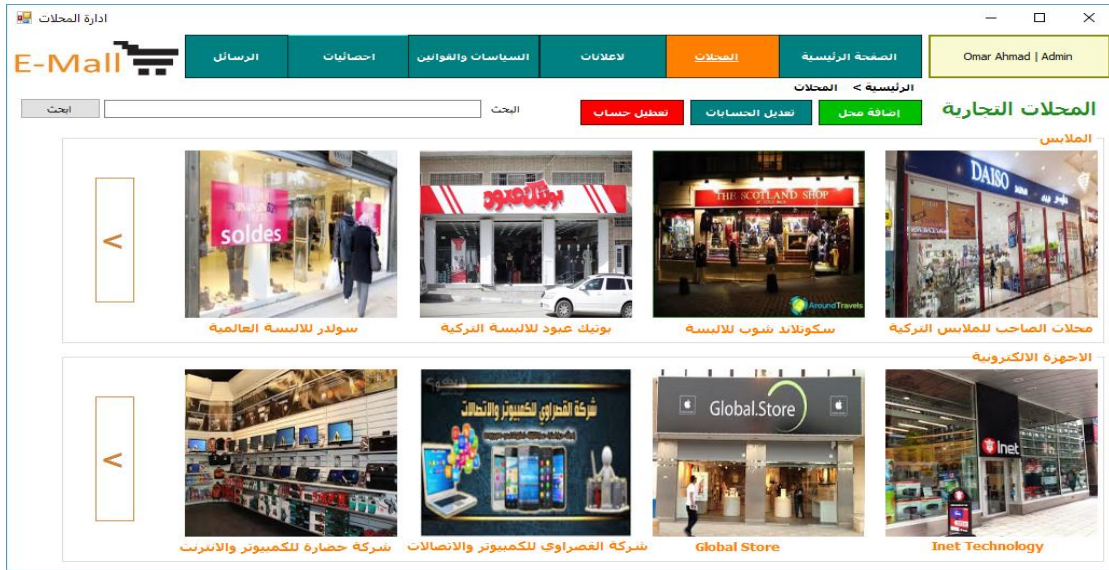 ادارة المحلات
E-Mall
الصفحة الرئيسية
المحلات
لاعلانات
السياسات والقوانين
احصائيات
الرسائل
Omar Ahmad | Admin
الرئيسية > المحلات
المحلات التجارية
إضافة محل
تعديل الحسابات
تعطيل حساب
البحث
ابحث
الملابس
DAISO
THE SCOTLAND SHOP
AroundTravels
بوتيك عبود
soldes
<
محلات الصاحب للملابس التركية
سكوتلاند شوب للالبسة
بوتيك عبود للالبسة التركية
سولدر للالبسة العالمية
الاجهزة الالكترونية
Inet
Global.Store
شركة القصراوي للكمبيوتر والاتصالات
<
Inet Technology
Global Store
شركة القصراوي للكمبيوتر والاتصالات
شركة حضارة للكمبيوتر والانترنت